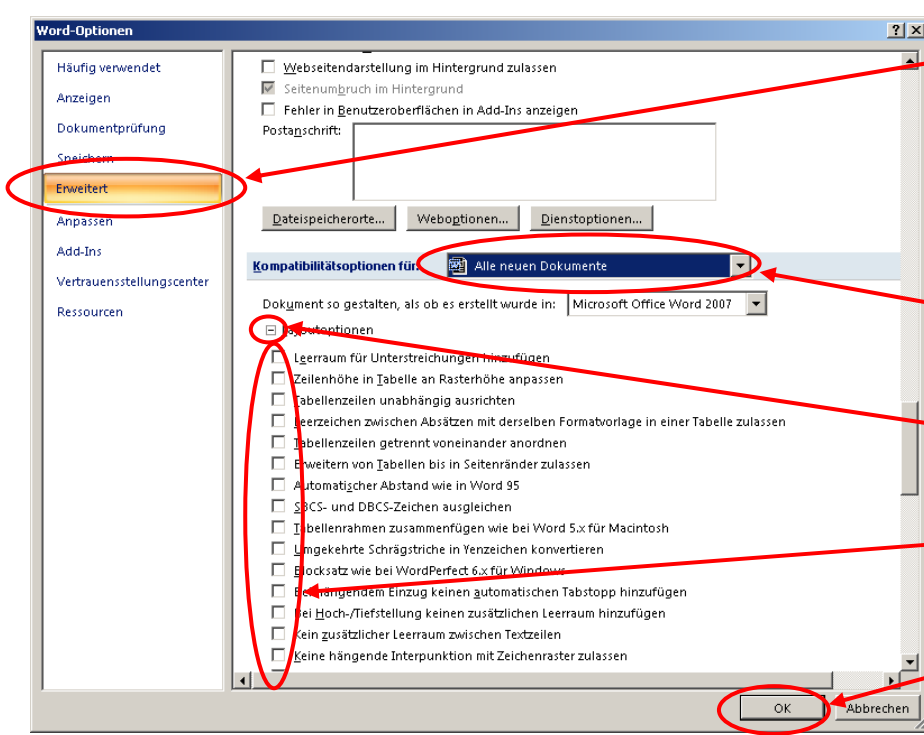 Word-Optionen
Häufig verwendet
Anzeigen
Dokumentprüfung
Speichern
Erweitert
Anpassen
Add-Ins
Vertrauensstellungscenter
Ressourcen
Webseitendarstellung im Hintergrund zulassen
Seitenumbruch im Hintergrund
Fehler in Benutzeroberflächen in Add-Ins anzeigen
Postanschrift:
Dateispeicherorte... Weboptionen... Dienstoptionen...
Kompatibilitätsoptionen für: Alle neuen Dokumente
Dokument so gestalten, als ob es erstellt wurde in: Microsoft Office Word 2007
Layoutoptionen
Leerraum für Unterstreichungen hinzufügen
Zeilenhöhe in Tabelle an Rasterhöhe anpassen
Tabellenzeilen unabhängig ausrichten
Leerzeichen zwischen Absätzen mit derselben Formatvorlage in einer Tabelle zulassen
Tabellenzeilen getrennt voneinander anordnen
Erweitern von Tabellen bis in Seitenränder zulassen
Automatischer Abstand wie in Word 95
SBCS- und DBCS-Zeichen ausgleichen
Tabellenrahmen zusammenfügen wie bei Word 5.x für Macintosh
Umgekehrte Schrägstriche in Yenzeichen konvertieren
Blocksatz wie bei WordPerfect 6.x für Windows
Bei hängendem Einzug keinen automatischen Tabstopp hinzufügen
Bei Hoch-/Tiefstellung keinen zusätzlichen Leerraum hinzufügen
Kein zusätzlicher Leerraum zwischen Textzeilen
Keine hängende Interpunktion mit Zeichenraster zulassen
OK Abbrechen